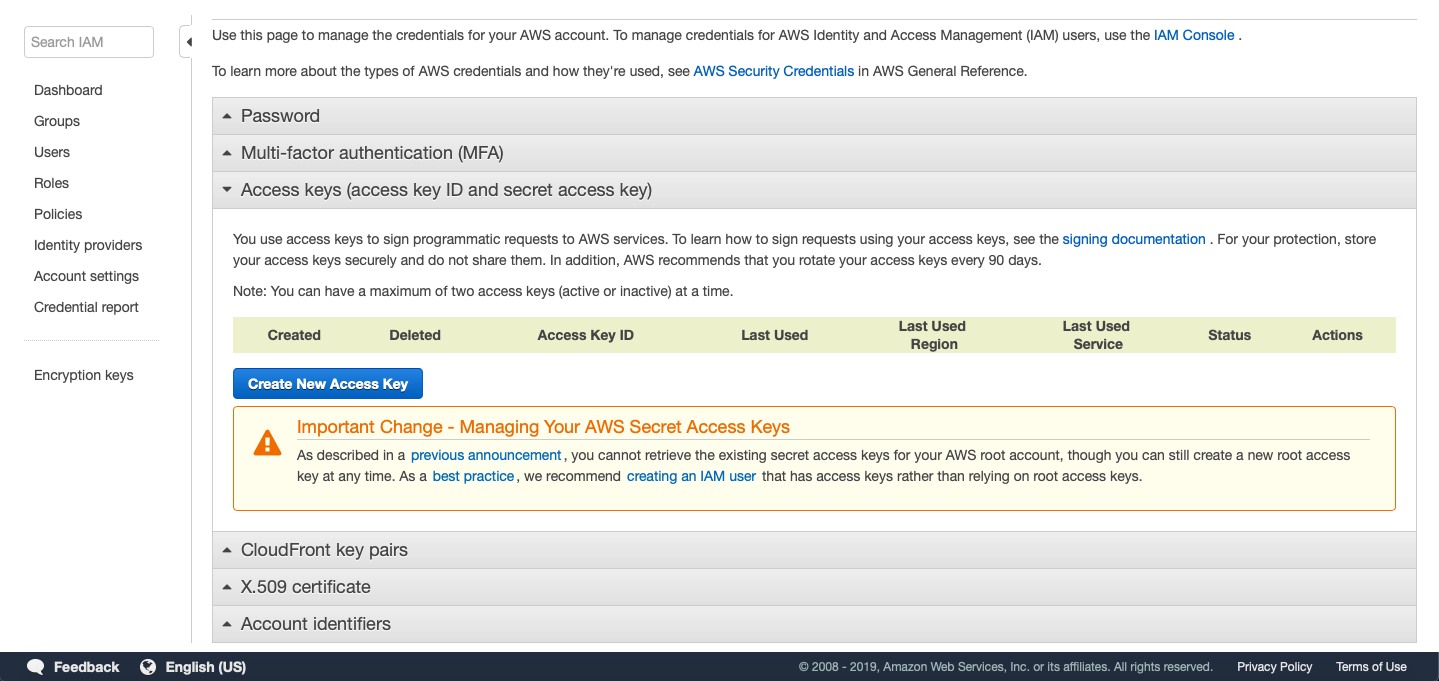 Search IAM
Dashboard
Groups
Users
Roles
Policies
Identity providers
Account settings
Credential report
Encryption keys
Use this page to manage the credentials for your AWS account. To manage credentials for AWS Identity and Access Management (IAM) users, use the IAM Console .
To learn more about the types of AWS credentials and how they're used, see AWS Security Credentials in AWS General Reference.
Password
Multi-factor authentication (MFA)
Access keys (access key ID and secret access key)
You use access keys to sign programmatic requests to AWS services. To learn how to sign requests using your access keys, see the signing documentation . For your protection, store
your access keys securely and do not share them. In addition, AWS recommends that you rotate your access keys every 90 days.
Note: You can have a maximum of two access keys (active or inactive) at a time.
Created Deleted Access Key ID Last Used Last Used Region Last Used Service Status Actions
Create New Access Key
Important Change - Managing Your AWS Secret Access Keys
As described in a previous announcement, you cannot retrieve the existing secret access keys for your AWS root account, though you can still create a new root access
key at any time. As a best practice, we recommend creating an IAM user that has access keys rather than relying on root access keys.
CloudFront key pairs
X.509 certificate
Account identifiers
Feedback English (US) © 2008 - 2019, Amazon Web Services, Inc. or its affiliates. All rights reserved. Privacy Policy Terms of Use